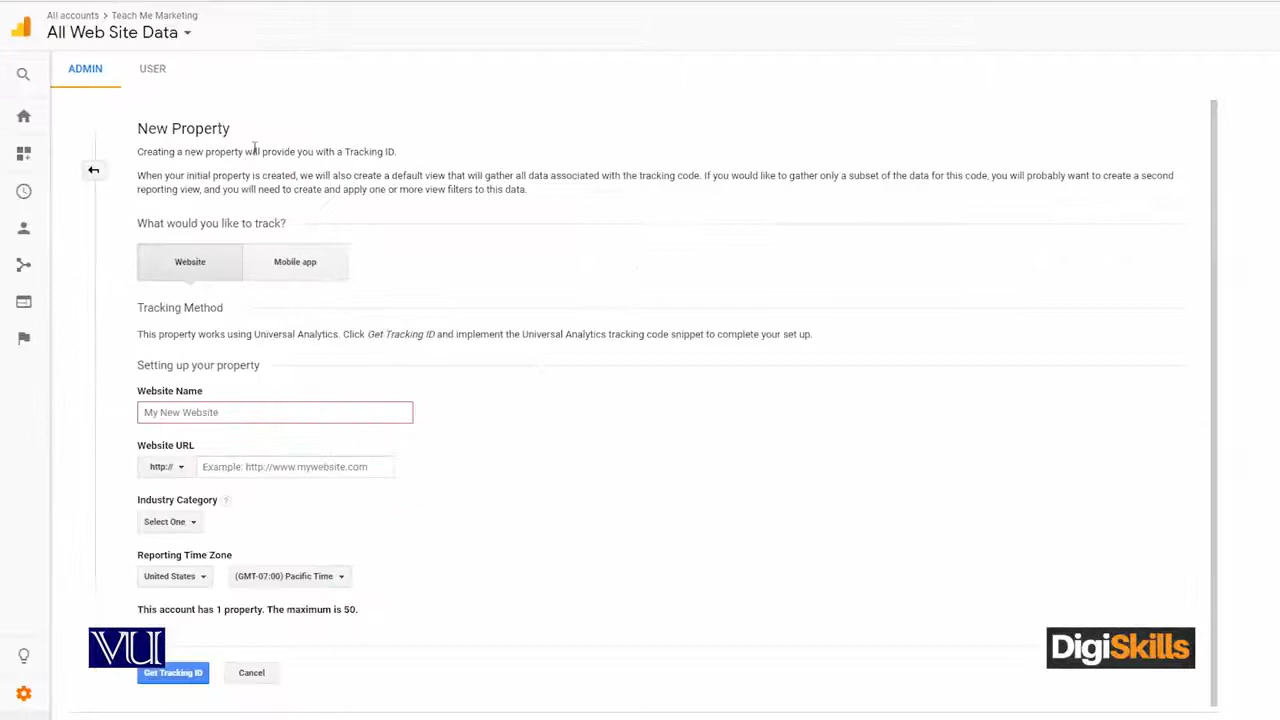 All accounts > Teach Me Marketing
All Web Site Data
ADMIN USER
New Property
Creating a new property will provide you with a Tracking ID.
When your initial property is created, we will also create a default view that will gather all data associated with the tracking code. If you would like to gather only a subset of the data for this code, you will probably want to create a second
reporting view, and you will need to create and apply one or more view filters to this data.
What would you like to track?
Website Mobile app
Tracking Method
This property works using Universal Analytics. Click Get Tracking ID and implement the Universal Analytics tracking code snippet to complete your set up.
Setting up your property
Website Name
My New Website
Website URL
http:// Example: http://www.mywebsite.com
Industry Category ?
Select One
Reporting Time Zone
United States (GMT-07:00) Pacific Time
This account has 1 property. The maximum is 50.
VU
DigiSkills
Get Tracking ID Cancel